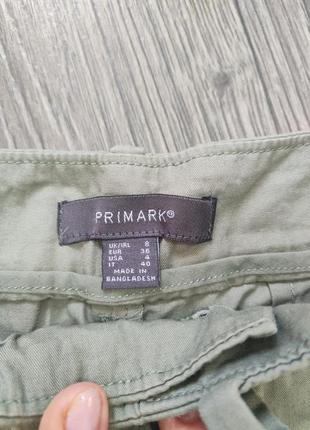 PRIMARK®
UK/IRL 8
EUR 36
USA 4
IT 40
MADE IN
BANGLADESH